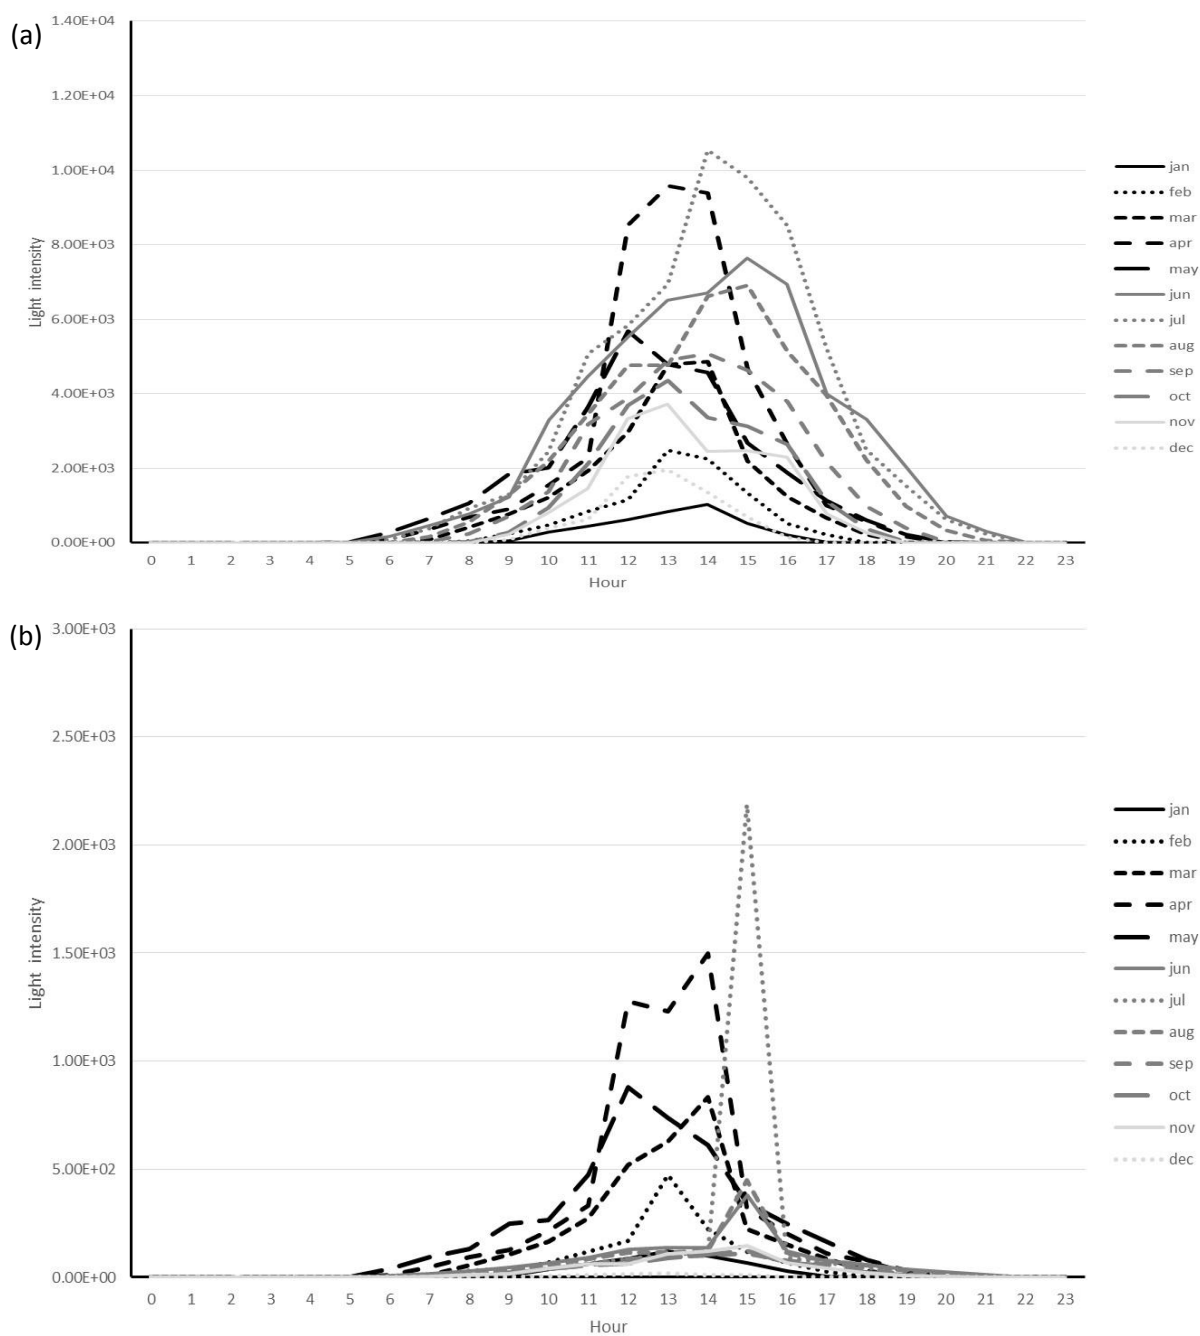 (a)
1.40E+04
1.20E+04
1.00E+04
8.00E+03
6.00E+03
4.00E+03
2.00E+03
0.00E+00
Light intensity
0 1 2 3 4 5 6 7 8 9 10 11 12 13 14 15 16 17 18 19 20 21 22 23
Hour
jan
feb
mar
apr
may
jun
jul
aug
sep
oct
nov
dec
(b)
3.00E+03
2.50E+03
2.00E+03
1.50E+03
1.00E+03
5.00E+02
0.00E+00
Light intensity
0 1 2 3 4 5 6 7 8 9 10 11 12 13 14 15 16 17 18 19 20 21 22 23
Hour
jan
feb
mar
apr
may
jun
jul
aug
sep
oct
nov
dec